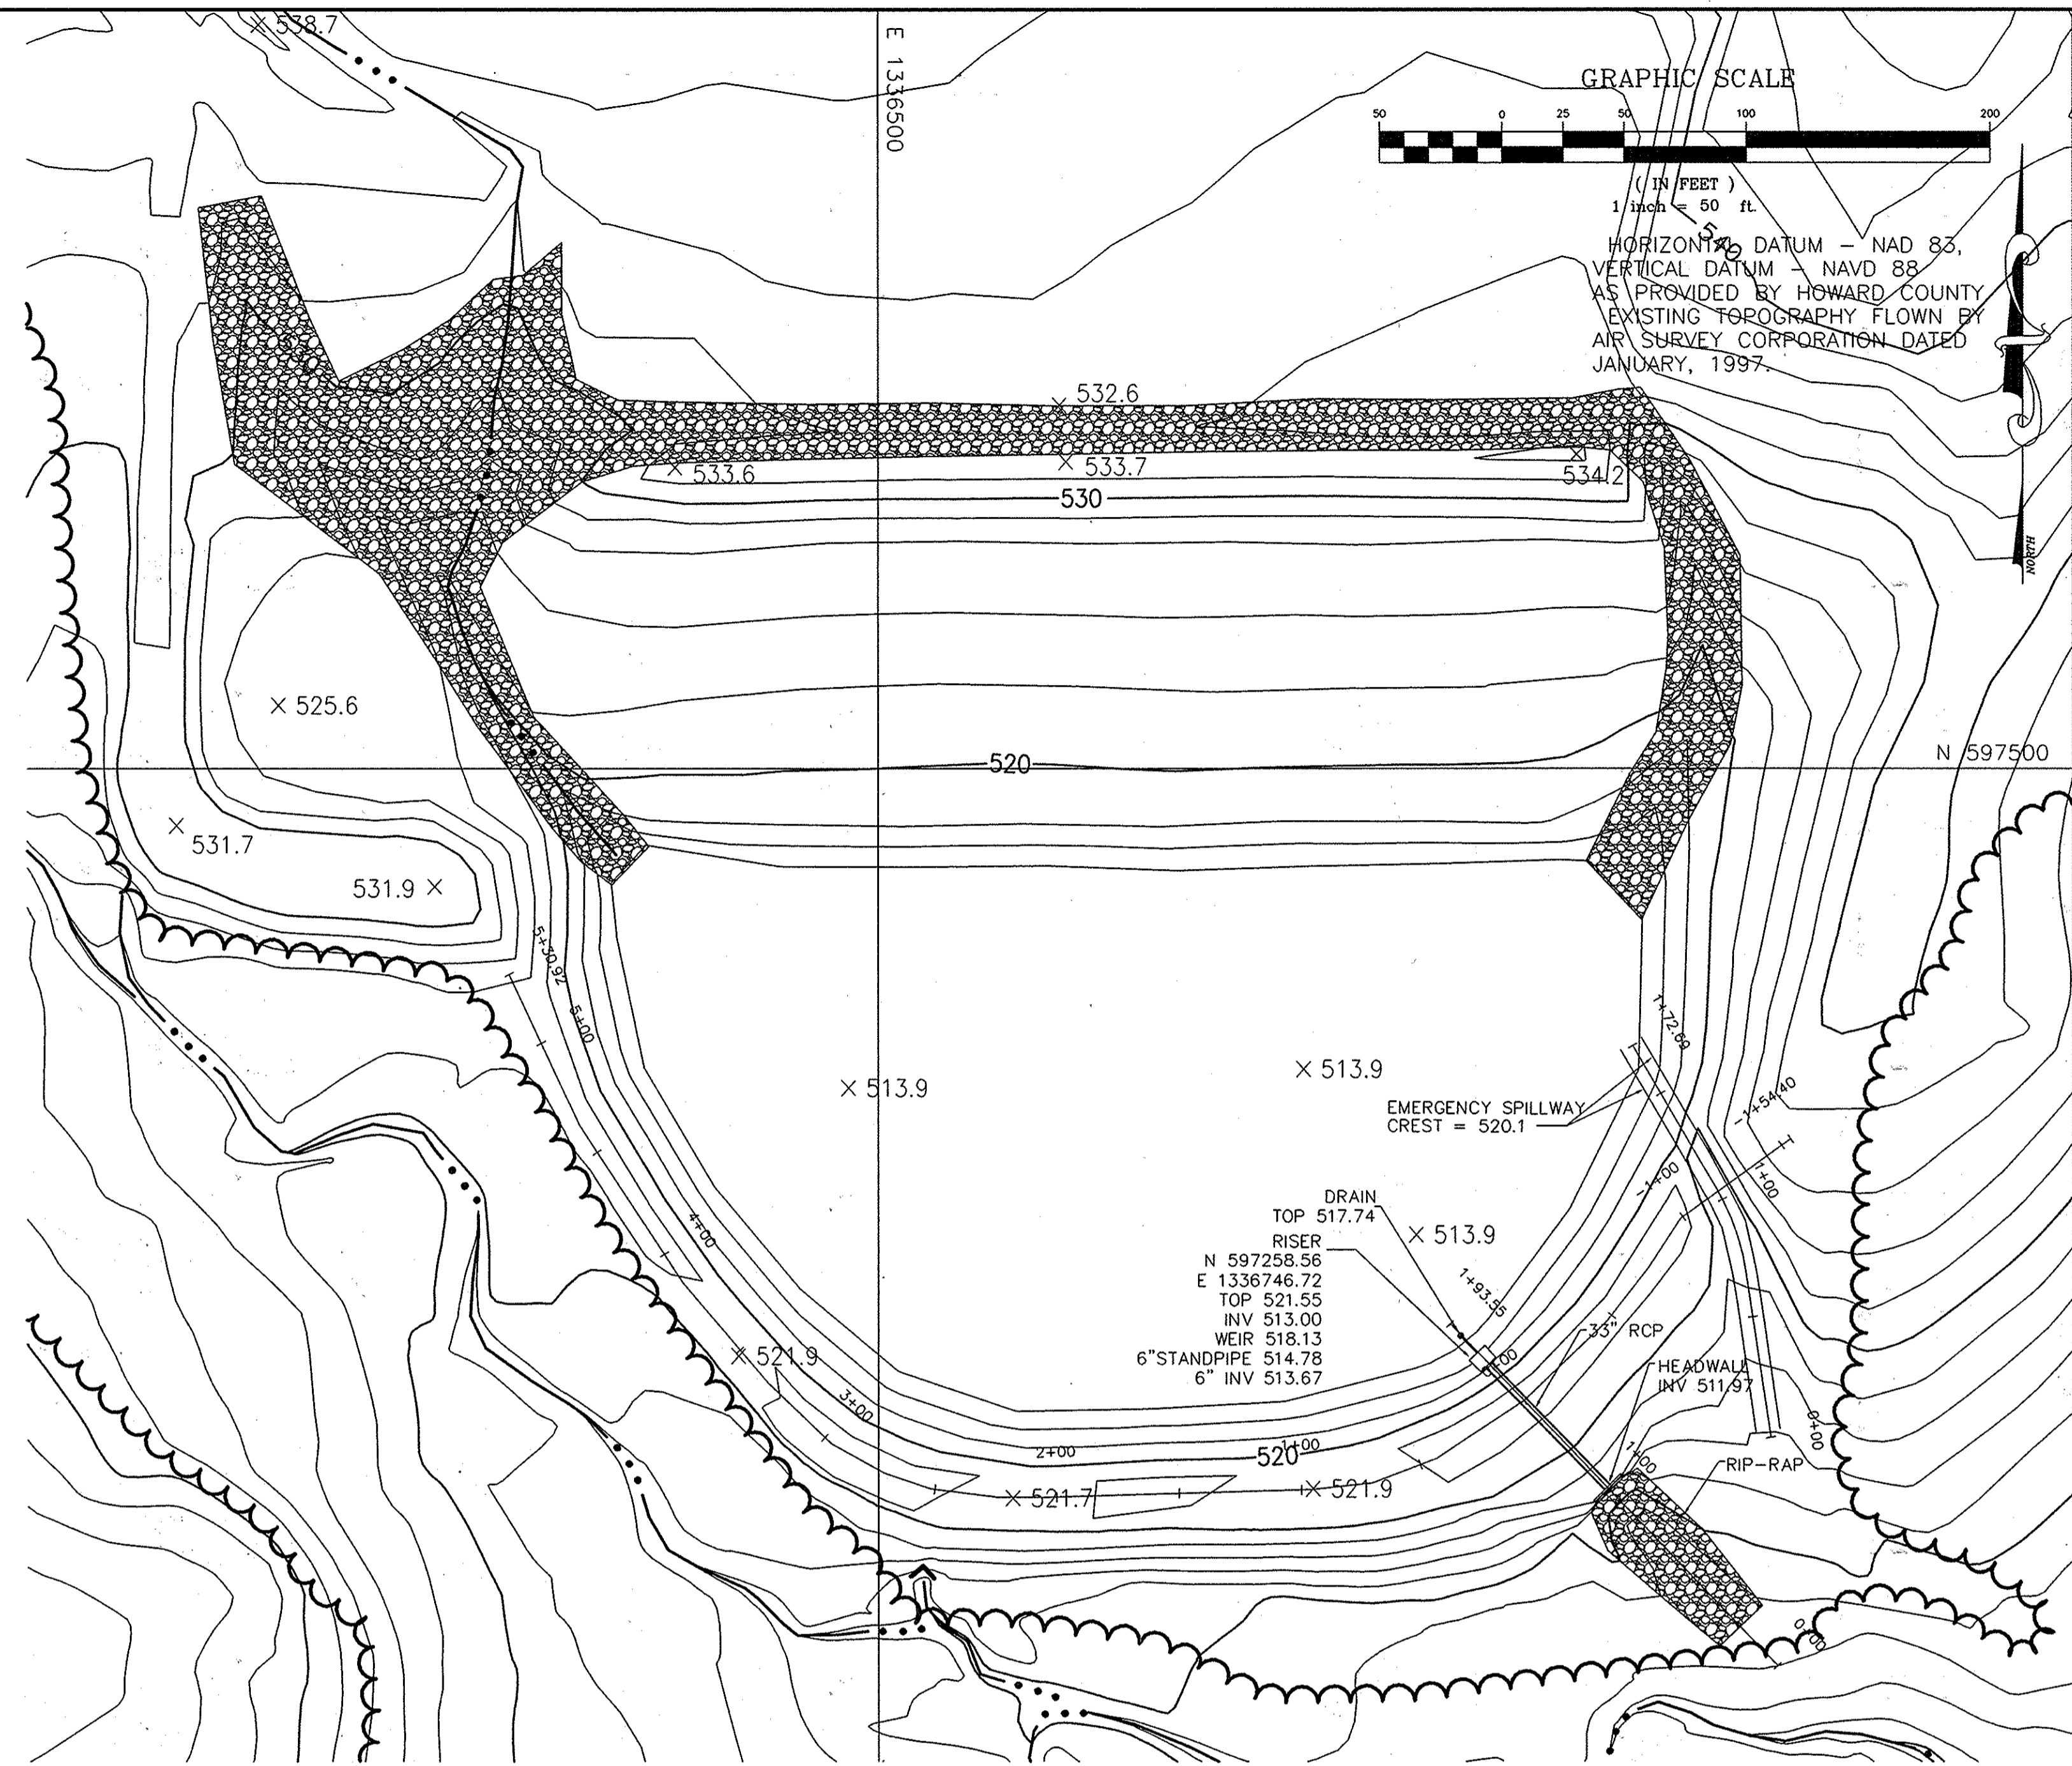 538.7
E 1336500
GRAPHIC SCALE
50 0 25 50 100 200
( IN FEET )
1 inch = 50 ft.
540
HORIZONTAL DATUM – NAD 83,
VERTICAL DATUM – NAVD 88
AS PROVIDED BY HOWARD COUNTY
EXISTING TOPOGRAPHY FLOWN BY
AIR SURVEY CORPORATION DATED
JANUARY, 1997.
NORTH
532.6
533.6
533.7
534.2
530
525.6
520
N 597500
531.7
531.9
5+30.92
5+00
513.9
513.9
1+72.69
EMERGENCY SPILLWAY
CREST = 520.1
-1+54.40
1+00
-1+00
DRAIN
TOP 517.74
513.9
RISER
N 597258.56
E 1336746.72
TOP 521.55
INV 513.00
WEIR 518.13
6"STANDPIPE 514.78
6" INV 513.67
4+00
1+93.55
33" RCP
HEADWALL
INV 511.97
521.9
3+00
2+00
520
1+00
0+00
1+00
RIP-RAP
521.7
521.9
0+00